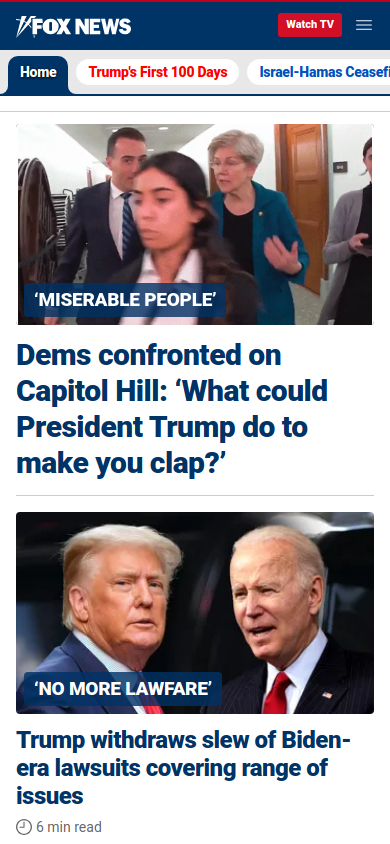 FOX NEWS
Watch TV
Home
Trump's First 100 Days
Israel-Hamas Ceasefi
‘MISERABLE PEOPLE’
Dems confronted on
Capitol Hill: ‘What could
President Trump do to
make you clap?’
‘NO MORE LAWFARE’
Trump withdraws slew of Biden-
era lawsuits covering range of
issues
6 min read